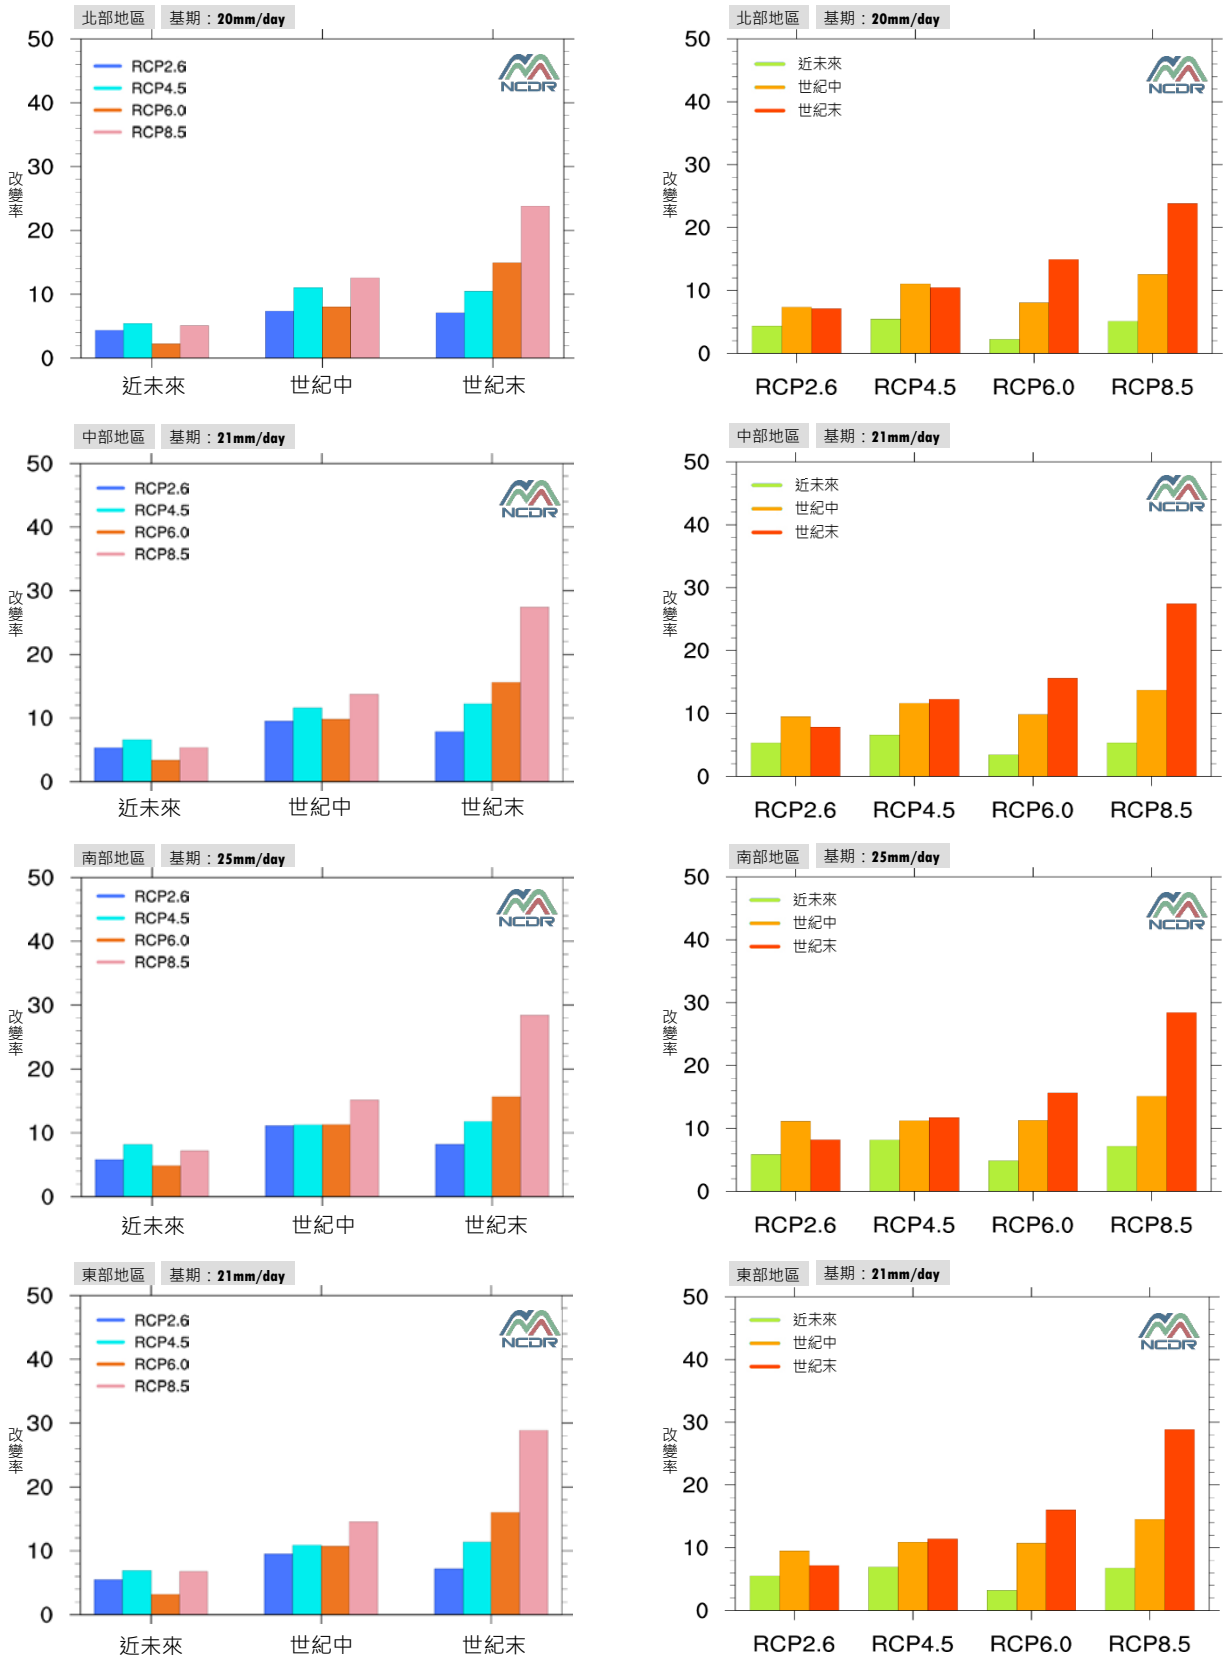 北部地區 基期：20mm/day
50
40
30
20
10
0
改變率
RCP2.6
RCP4.5
RCP6.0
RCP8.5
NCDR
近未來 世紀中 世紀末
北部地區 基期：20mm/day
50
40
30
20
10
0
改變率
近未來
世紀中
世紀末
NCDR
RCP2.6 RCP4.5 RCP6.0 RCP8.5
中部地區 基期：21mm/day
50
40
30
20
10
0
改變率
RCP2.6
RCP4.5
RCP6.0
RCP8.5
NCDR
近未來 世紀中 世紀末
中部地區 基期：21mm/day
50
40
30
20
10
0
改變率
近未來
世紀中
世紀末
NCDR
RCP2.6 RCP4.5 RCP6.0 RCP8.5
南部地區 基期：25mm/day
50
40
30
20
10
0
改變率
RCP2.6
RCP4.5
RCP6.0
RCP8.5
NCDR
近未來 世紀中 世紀末
南部地區 基期：25mm/day
50
40
30
20
10
0
改變率
近未來
世紀中
世紀末
NCDR
RCP2.6 RCP4.5 RCP6.0 RCP8.5
東部地區 基期：21mm/day
50
40
30
20
10
0
改變率
RCP2.6
RCP4.5
RCP6.0
RCP8.5
NCDR
近未來 世紀中 世紀末
東部地區 基期：21mm/day
50
40
30
20
10
0
改變率
近未來
世紀中
世紀末
NCDR
RCP2.6 RCP4.5 RCP6.0 RCP8.5